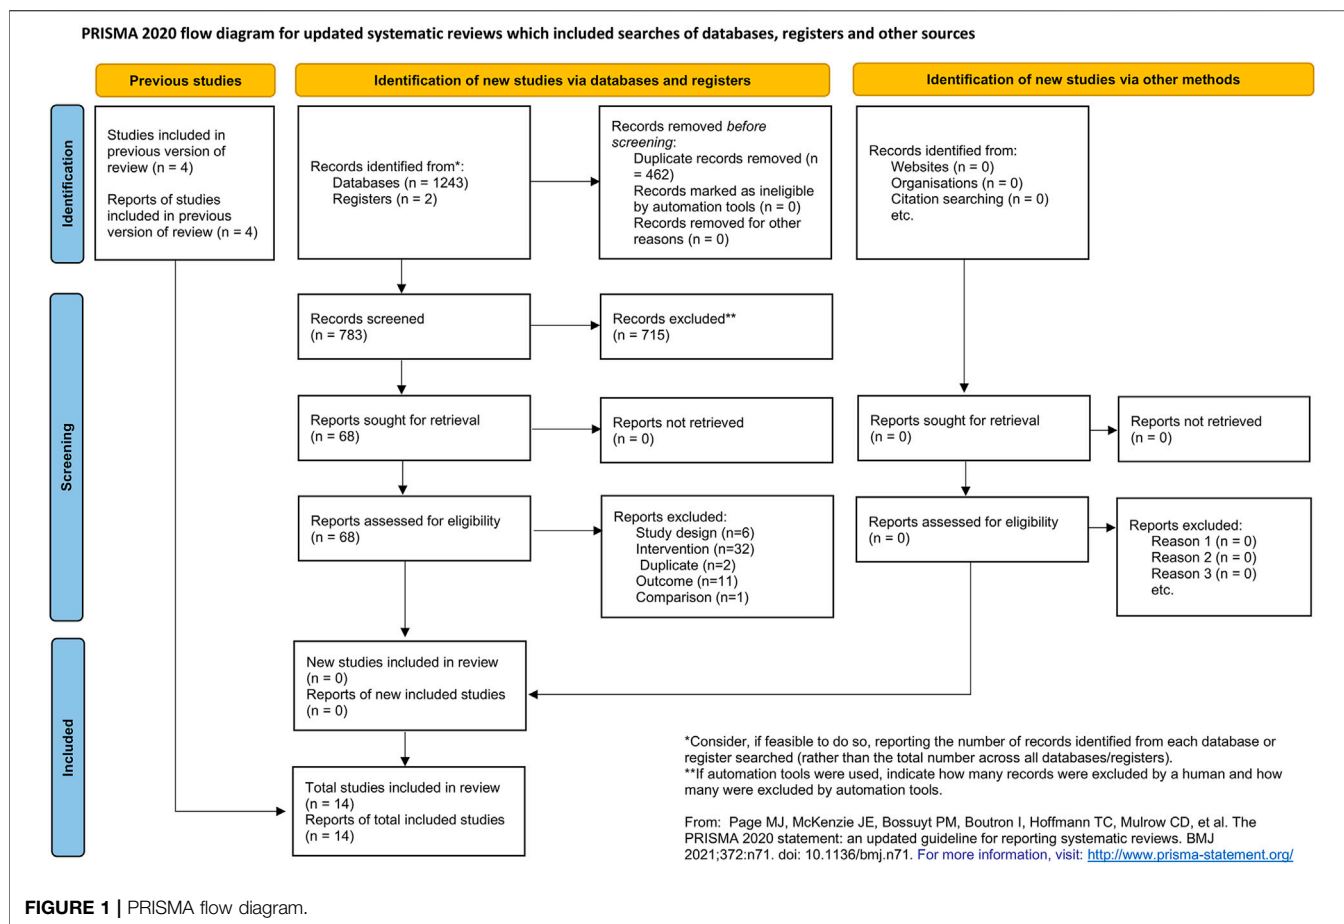 PRISMA 2020 flow diagram for updated systematic reviews which included searches of databases, registers and other sources
Previous studies
Identification of new studies via databases and registers
Identification of new studies via other methods
Identification
Studies included in
previous version of
review (n = 4)
Reports of studies
included in previous
version of review (n = 4)
Records identified from*:
Databases (n = 1243)
Registers (n = 2)
Records removed before
screening:
Duplicate records removed (n
= 462)
Records marked as ineligible
by automation tools (n = 0)
Records removed for other
reasons (n = 0)
Records identified from:
Websites (n = 0)
Organisations (n = 0)
Citation searching (n = 0)
etc.
Screening
Records screened
(n = 783)
Records excluded**
(n = 715)
Reports sought for retrieval
(n = 68)
Reports not retrieved
(n = 0)
Reports sought for retrieval
(n = 0)
Reports not retrieved
(n = 0)
Reports assessed for eligibility
(n = 68)
Reports excluded:
Study design (n=6)
Intervention (n=32)
Duplicate (n=2)
Outcome (n=11)
Comparison (n=1)
Reports assessed for eligibility
(n = 0)
Reports excluded:
Reason 1 (n = 0)
Reason 2 (n = 0)
Reason 3 (n = 0)
etc.
Included
New studies included in review
(n = 0)
Reports of new included studies
(n = 0)
Total studies included in review
(n = 14)
Reports of total included studies
(n = 14)
*Consider, if feasible to do so, reporting the number of records identified from each database or
register searched (rather than the total number across all databases/registers).
**If automation tools were used, indicate how many records were excluded by a human and how
many were excluded by automation tools.
From: Page MJ, McKenzie JE, Bossuyt PM, Boutron I, Hoffmann TC, Mulrow CD, et al. The
PRISMA 2020 statement: an updated guideline for reporting systematic reviews. BMJ
2021;372:n71. doi: 10.1136/bmj.n71. For more information, visit: http://www.prisma-statement.org/
FIGURE 1 | PRISMA flow diagram.